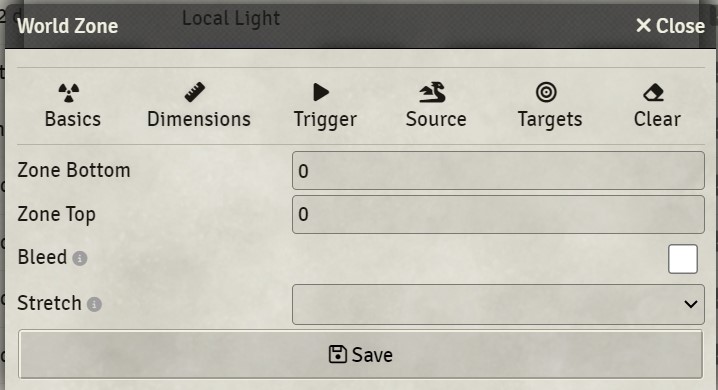 Local Light
World Zone
Close
Basics Dimensions Trigger Source Targets Clear
Zone Bottom 0
Zone Top 0
Bleed
Stretch
Save